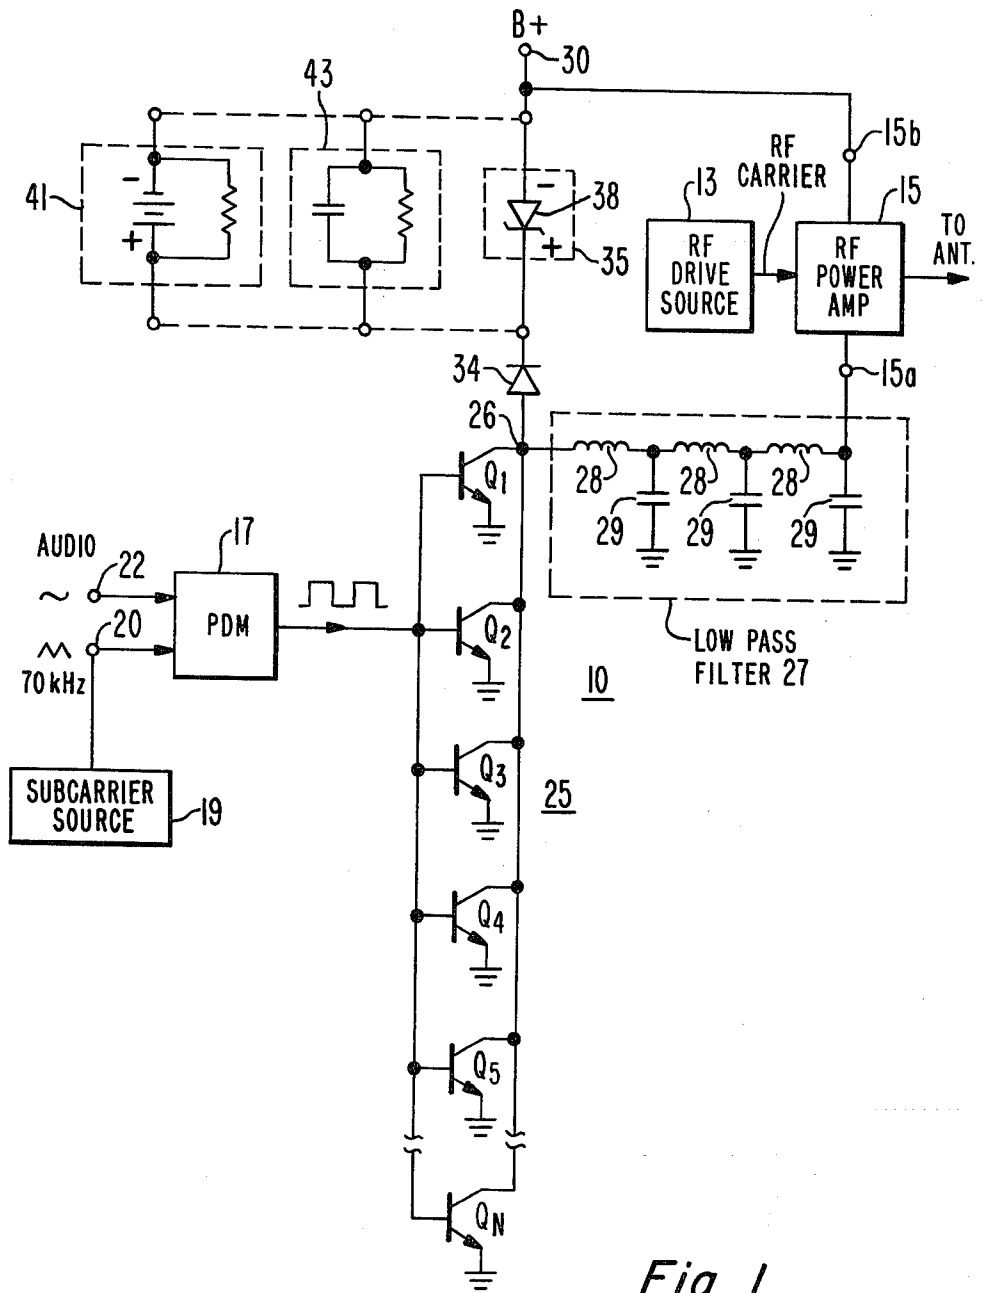 B+
30
43
15b
RF
CARRIER
13
15
TO
ANT.
41
−
+
−
38
+
35
RF
DRIVE
SOURCE
RF
POWER
AMP
34
15a
26
Q1
28
28
28
29
29
29
AUDIO
17
22
~
PDM
Q2
20
70 kHz
LOW PASS
FILTER 27
10
Q3
25
SUBCARRIER
SOURCE
19
Q4
Q5
QN
Fig. 1